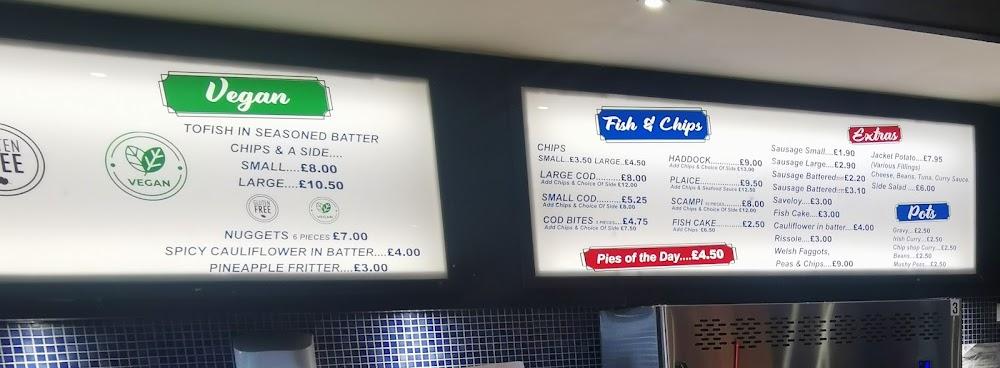 TEN
FREE
VEGAN
Vegan
TOFISH IN SEASONED BATTER
CHIPS & A SIDE....
SMALL....£8.00
LARGE....£10.50
FREE
VEGAN
NUGGETS 6 PIECES £7.00
SPICY CAULIFLOWER IN BATTER....£4.00
PINEAPPLE FRITTER....£3.00
Fish & Chips
CHIPS
SMALL..£3.50 LARGE..£4.50
LARGE COD.........£8.00
Add Chips & Choice Of Side £12.00
SMALL COD.........£5.25
Add Chips & Choice Of Side £8.00
COD BITES 5 PIECES...£4.75
Add Chips & Choice Of Side £7.50
HADDOCK...........£9.00
Add Chips & Choice Of Side £13.00
PLAICE...............£9.50
Add Chips & Seafood Sauce £12.50
SCAMPI 10 PIECES......£8.00
Add Chips & Choice Of Side £12.00
FISH CAKE...........£2.50
Add Chips £6.50
Pies of the Day....£4.50
Extras
Sausage Small....£1.90
Sausage Large....£2.90
Sausage Battered £2.20
Sausage Battered £3.10
Saveloy....£3.00
Fish Cake....£3.00
Cauliflower in batter....£4.00
Rissole....£3.00
Welsh Faggots,
Peas & Chips....£9.00
Jacket Potato....£7.95
(Various Fillings)
Cheese, Beans, Tuna, Curry Sauce,
Side Salad ....£6.00
Pots
Gravy....£2.50
Irish Curry....£2.50
Chip shop Curry...£2.50
Beans....£2.50
Mushy Peas....£2.50
3